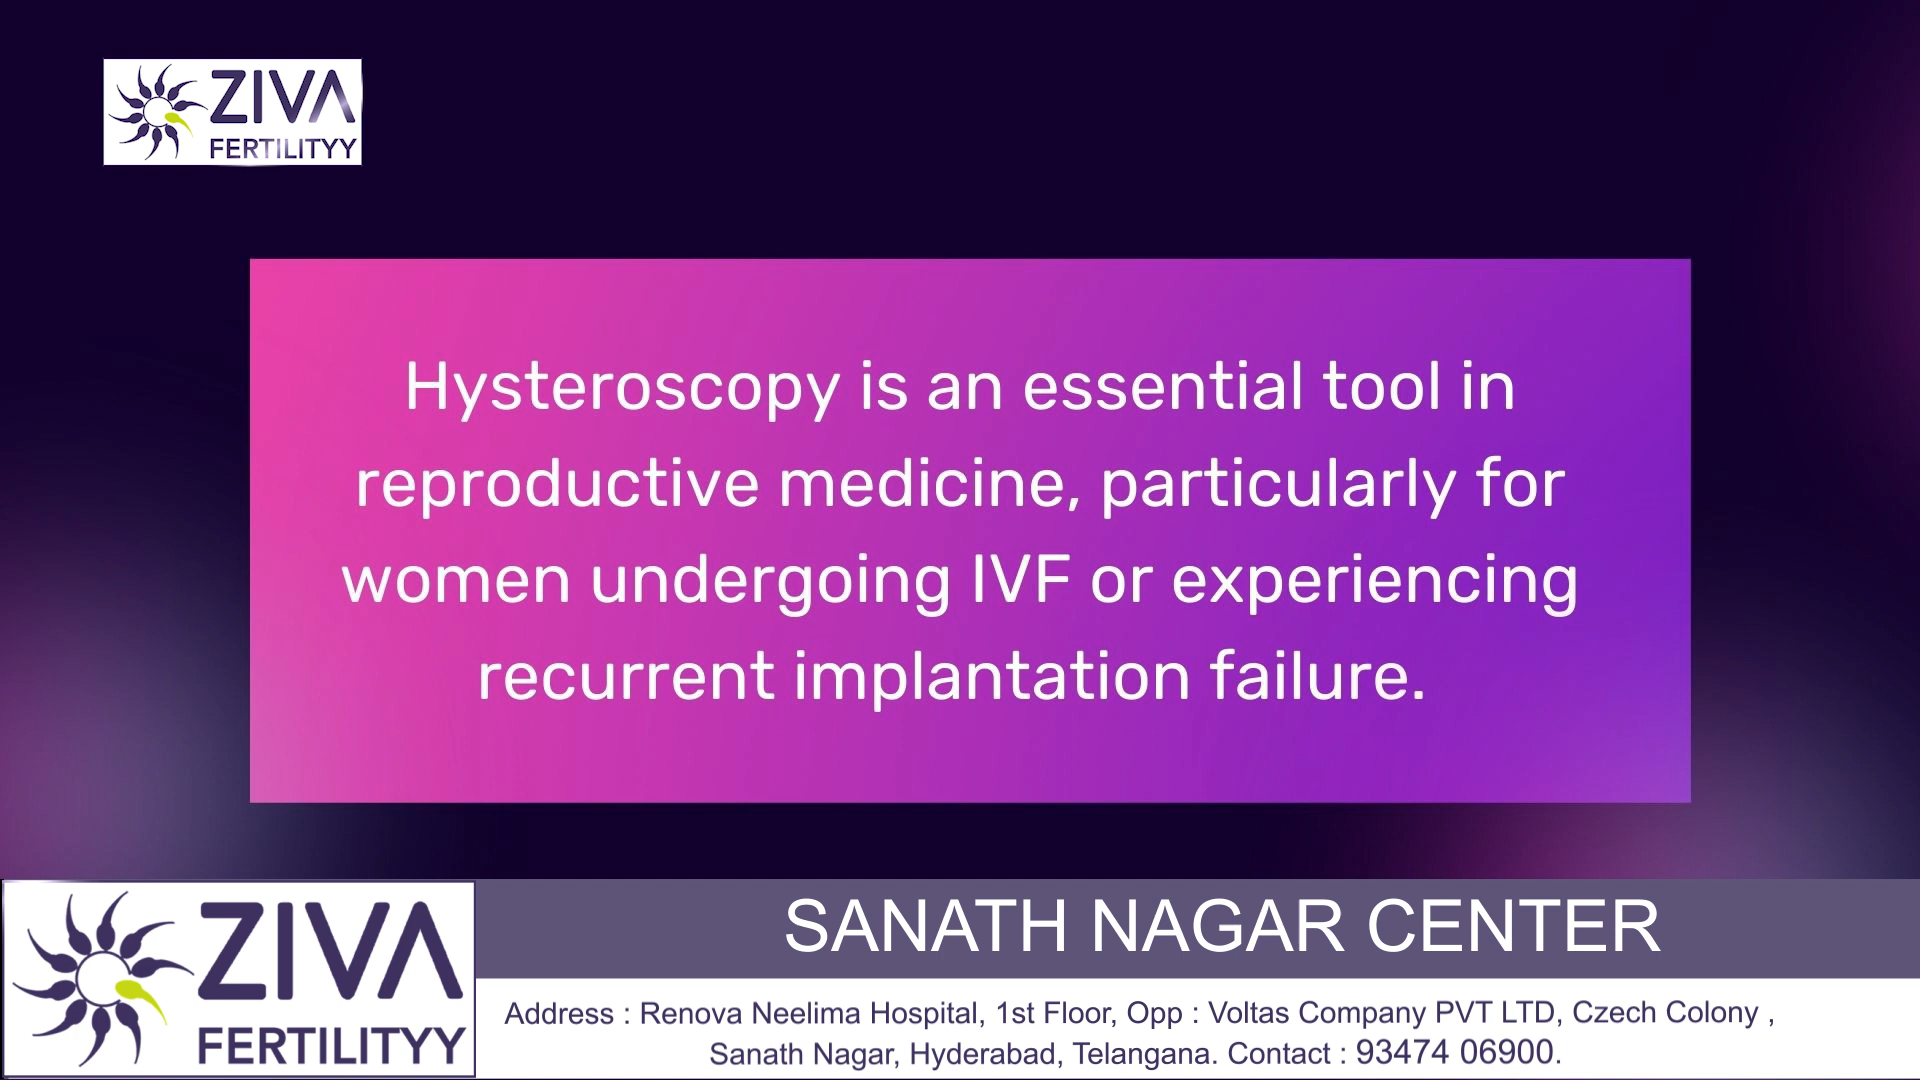 ZIVA
FERTILITYY
Hysteroscopy is an essential tool in
reproductive medicine, particularly for
women undergoing IVF or experiencing
recurrent implantation failure.
ZIVA
FERTILITYY
SANATH NAGAR CENTER
Address : Renova Neelima Hospital, 1st Floor, Opp : Voltas Company PVT LTD, Czech Colony ,
Sanath Nagar, Hyderabad, Telangana. Contact : 93474 06900.